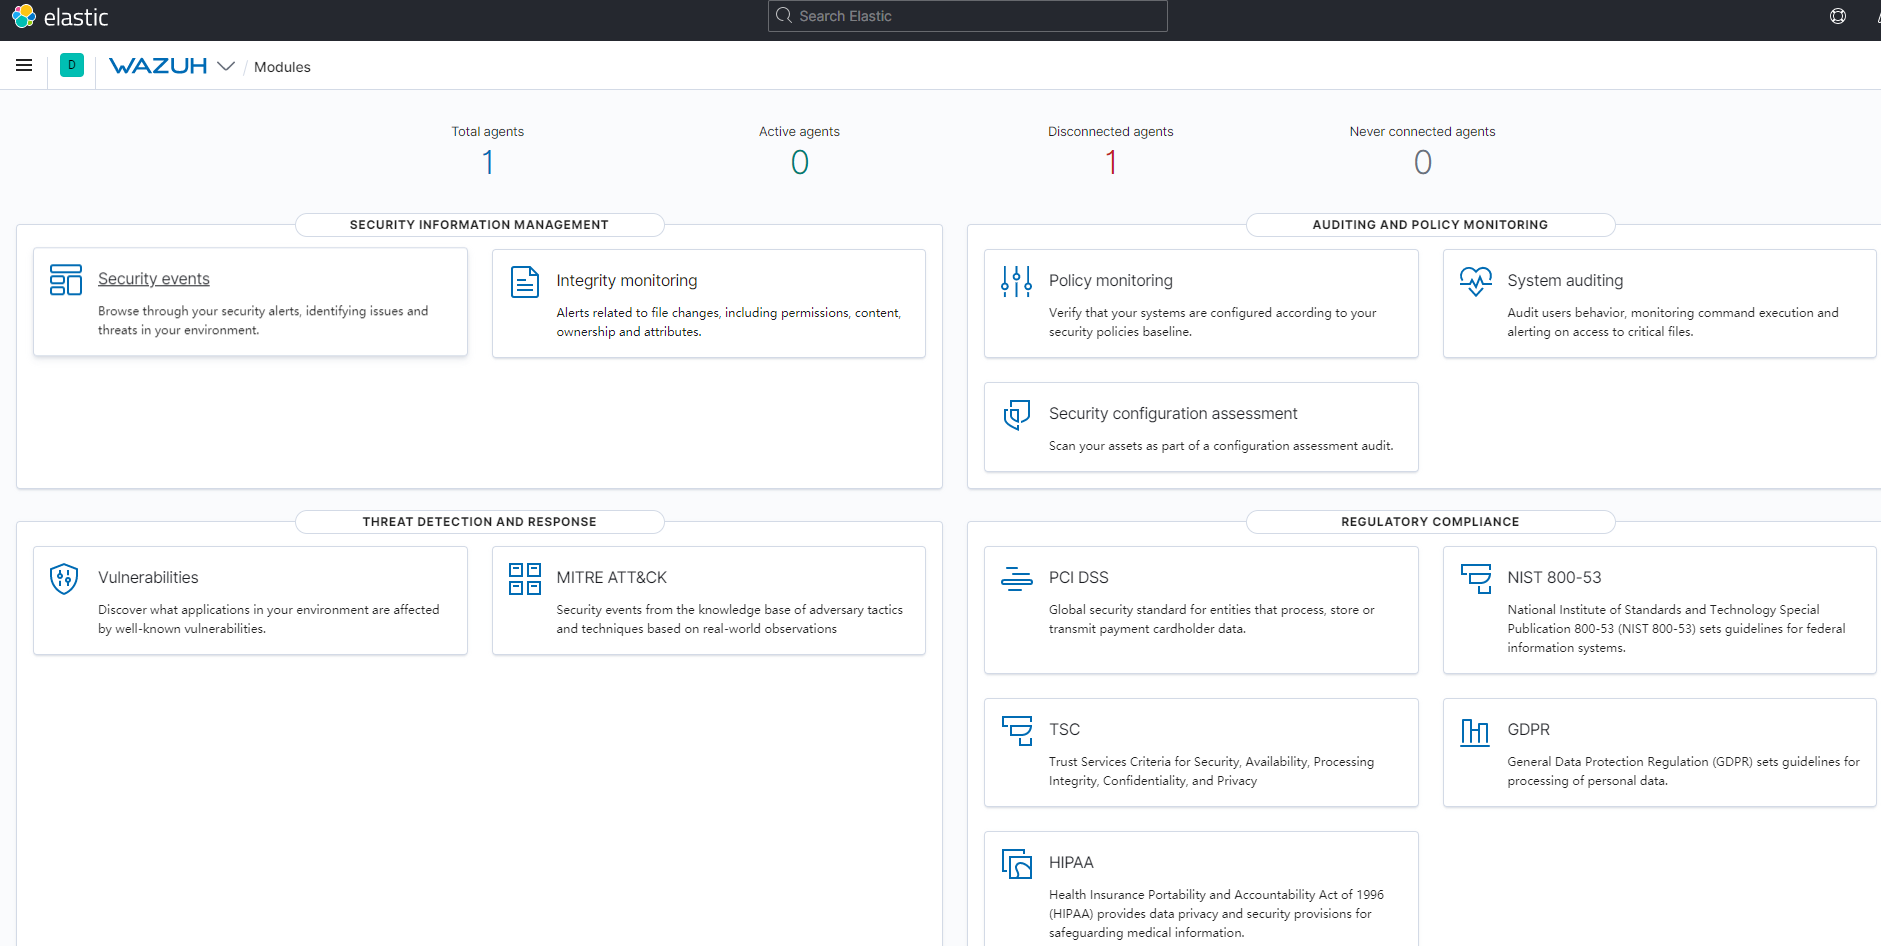 elastic
Search Elastic
D
WAZUH
/ Modules
Total agents
1
Active agents
0
Disconnected agents
1
Never connected agents
0
SECURITY INFORMATION MANAGEMENT
Security events
Browse through your security alerts, identifying issues and
threats in your environment.
Integrity monitoring
Alerts related to file changes, including permissions, content,
ownership and attributes.
AUDITING AND POLICY MONITORING
Policy monitoring
Verify that your systems are configured according to your
security policies baseline.
System auditing
Audit users behavior, monitoring command execution and
alerting on access to critical files.
Security configuration assessment
Scan your assets as part of a configuration assessment audit.
THREAT DETECTION AND RESPONSE
Vulnerabilities
Discover what applications in your environment are affected
by well-known vulnerabilities.
MITRE ATT&CK
Security events from the knowledge base of adversary tactics
and techniques based on real-world observations
REGULATORY COMPLIANCE
PCI DSS
Global security standard for entities that process, store or
transmit payment cardholder data.
NIST 800-53
National Institute of Standards and Technology Special
Publication 800-53 (NIST 800-53) sets guidelines for federal
information systems.
TSC
Trust Services Criteria for Security, Availability, Processing
Integrity, Confidentiality, and Privacy
GDPR
General Data Protection Regulation (GDPR) sets guidelines for
processing of personal data.
HIPAA
Health Insurance Portability and Accountability Act of 1996
(HIPAA) provides data privacy and security provisions for
safeguarding medical information.